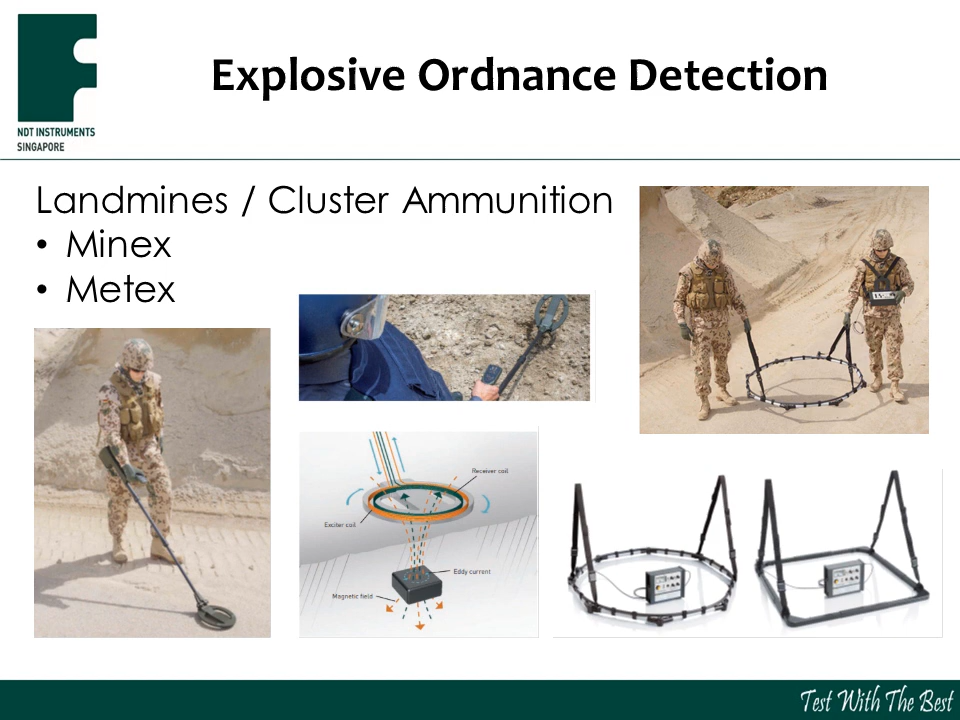 NDT INSTRUMENTS
SINGAPORE
Explosive Ordnance Detection
Landmines / Cluster Ammunition
• Minex
• Metex
Receiver coil
Exciter coil
Eddy current
Magnetic field
Test With The Best